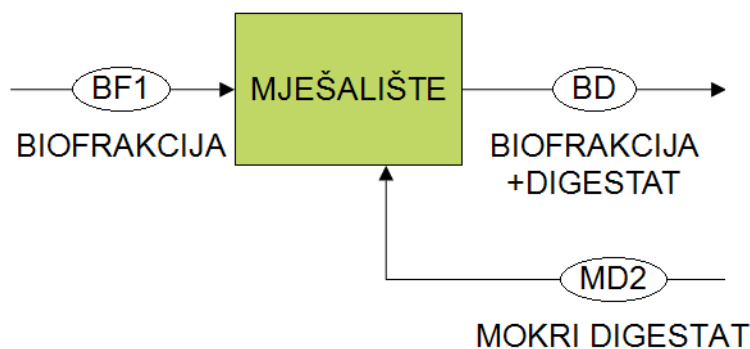 BF1
MJEŠALIŠTE
BD
BIOFRAKCIJA
BIOFRAKCIJA
+DIGESTAT
MD2
MOKRI DIGESTAT